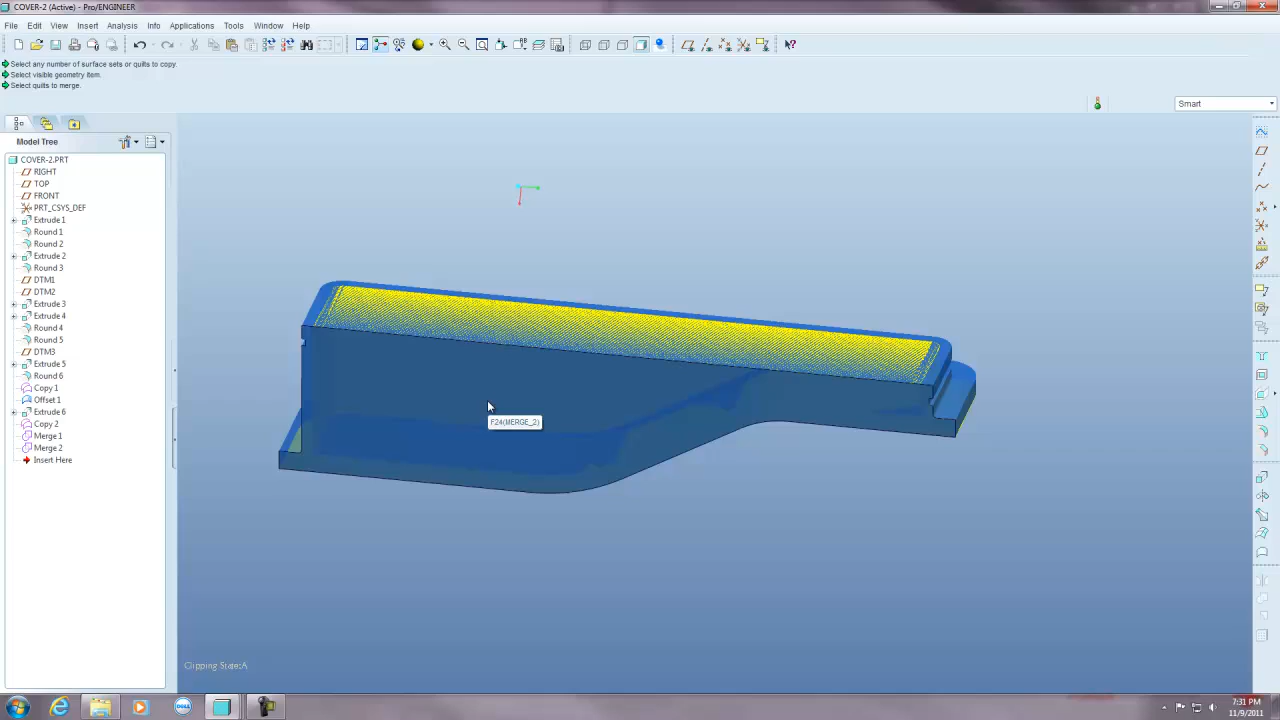 COVER-2 (Active) - Pro/ENGINEER
File Edit View Insert Analysis Info Applications Tools Window Help
Select any number of surface sets or quilts to copy.
Select visible geometry item.
Select quilts to merge.
Smart
Model Tree
COVER-2.PRT
RIGHT
TOP
FRONT
PRT_CSYS_DEF
Extrude 1
Round 1
Round 2
Extrude 2
Round 3
DTM1
DTM2
Extrude 3
Extrude 4
Round 4
Round 5
DTM3
Extrude 5
Round 6
Copy 1
Offset 1
Extrude 6
Copy 2
Merge 1
Merge 2
Insert Here
F24(MERGE_2)
Clipping State:A
7:31 PM
11/9/2011